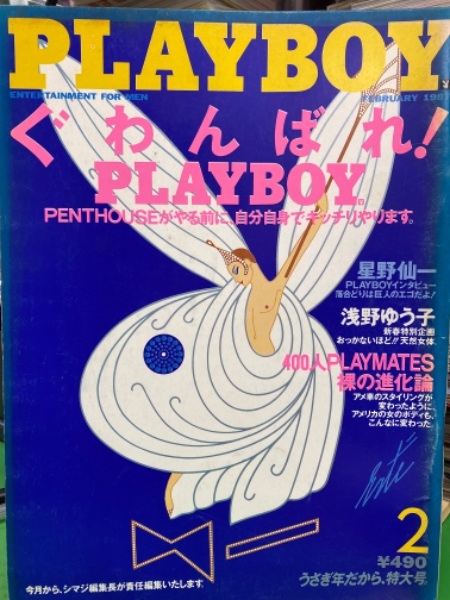 PLAYBOY
ENTERTAINMENT FOR MEN
FEBRUARY 198
ぐわんばれ!
PLAYBOY.
PENTHOUSEがやる前に、自分自身でキッチリやります。
星野仙一
PLAYBOYインタビュー
落合どりは巨人のエゴだよ!
浅野ゆう子
新春特別企画
おっかないほど!!天然女体。
400人PLAYMATES
裸の進化論
アメ車のスタイリングが
変わったように、
アメリカの女のボディも、
こんなに変わった。
Erté
2
¥490
うさぎ年だから、特大号。
今月から、シマジ編集長が責任編集いたします。